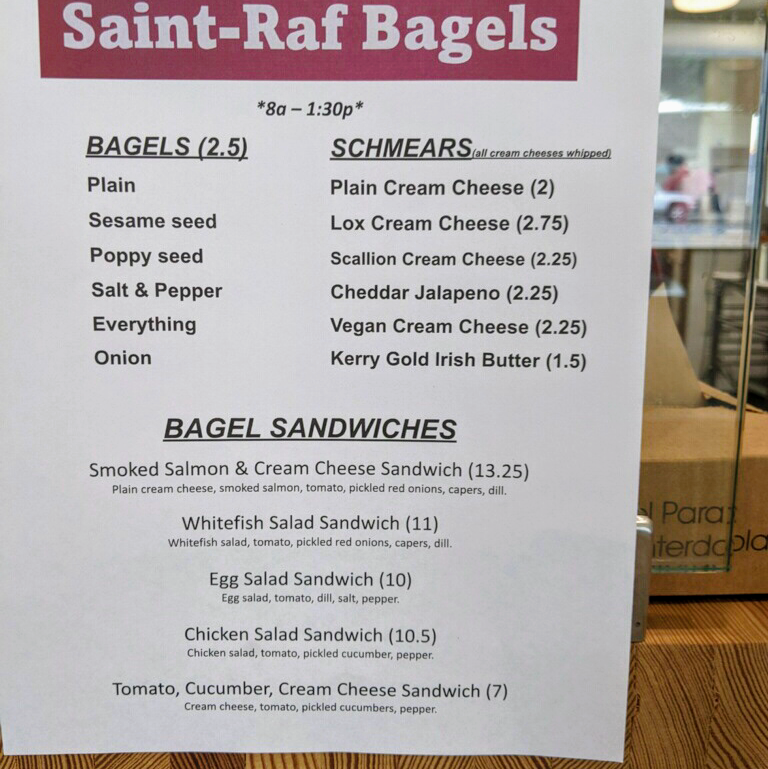 Saint-Raf Bagels
*8a – 1:30p*
BAGELS (2.5)
Plain
Sesame seed
Poppy seed
Salt & Pepper
Everything
Onion
SCHMEARS(all cream cheeses whipped)
Plain Cream Cheese (2)
Lox Cream Cheese (2.75)
Scallion Cream Cheese (2.25)
Cheddar Jalapeno (2.25)
Vegan Cream Cheese (2.25)
Kerry Gold Irish Butter (1.5)
BAGEL SANDWICHES
Smoked Salmon & Cream Cheese Sandwich (13.25)
Plain cream cheese, smoked salmon, tomato, pickled red onions, capers, dill.
Whitefish Salad Sandwich (11)
Whitefish salad, tomato, pickled red onions, capers, dill.
Egg Salad Sandwich (10)
Egg salad, tomato, dill, salt, pepper.
Chicken Salad Sandwich (10.5)
Chicken salad, tomato, pickled cucumber, pepper.
Tomato, Cucumber, Cream Cheese Sandwich (7)
Cream cheese, tomato, pickled cucumbers, pepper.